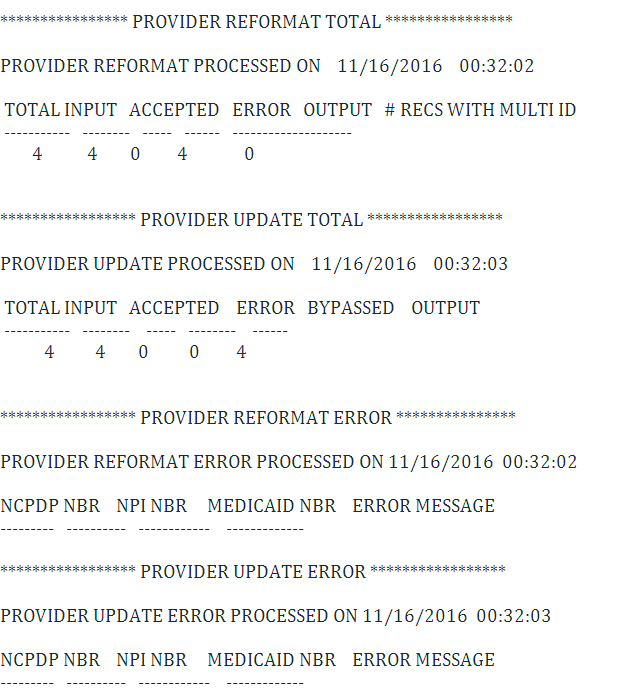 **************** PROVIDER REFORMAT TOTAL ****************
PROVIDER REFORMAT PROCESSED ON    11/16/2016    00:32:02
TOTAL INPUT   ACCEPTED   ERROR   OUTPUT   # RECS WITH MULTI ID
-----------   --------   -----   ------   --------------------
4   4   0   4   0
***************** PROVIDER UPDATE TOTAL *****************
PROVIDER UPDATE PROCESSED ON    11/16/2016    00:32:03
TOTAL INPUT   ACCEPTED    ERROR   BYPASSED    OUTPUT
-----------   --------    -----   --------    ------
4   4   0   0   4
***************** PROVIDER REFORMAT ERROR ***************
PROVIDER REFORMAT ERROR PROCESSED ON 11/16/2016  00:32:02
NCPDP NBR    NPI NBR     MEDICAID NBR    ERROR MESSAGE
---------   ----------   ------------    -------------
***************** PROVIDER UPDATE ERROR *****************
PROVIDER UPDATE ERROR PROCESSED ON 11/16/2016  00:32:03
NCPDP NBR    NPI NBR     MEDICAID NBR    ERROR MESSAGE
---------   ----------   ------------    -------------